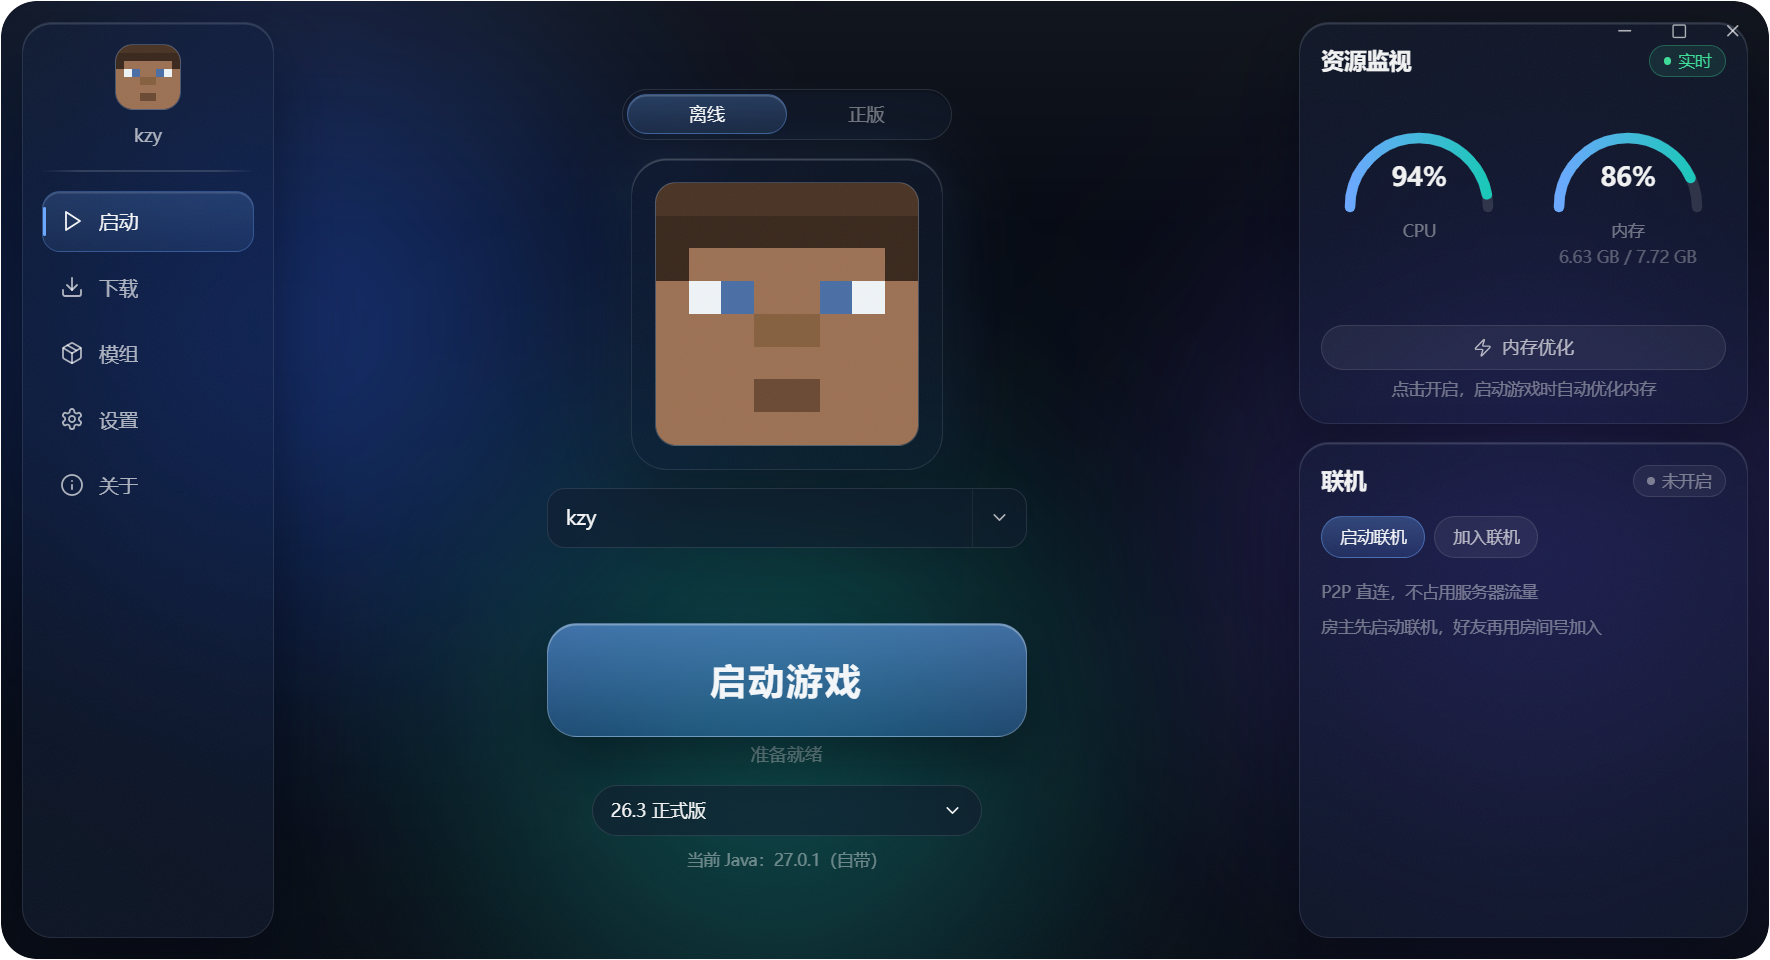 kzy
启动
下载
模组
设置
关于
离线
正版
kzy
启动游戏
准备就绪
26.3 正式版
当前 Java：27.0.1（自带）
资源监视
实时
94%
CPU
86%
内存
6.63 GB / 7.72 GB
内存优化
点击开启，启动游戏时自动优化内存
联机
未开启
启动联机
加入联机
P2P 直连，不占用服务器流量
房主先启动联机，好友再用房间号加入